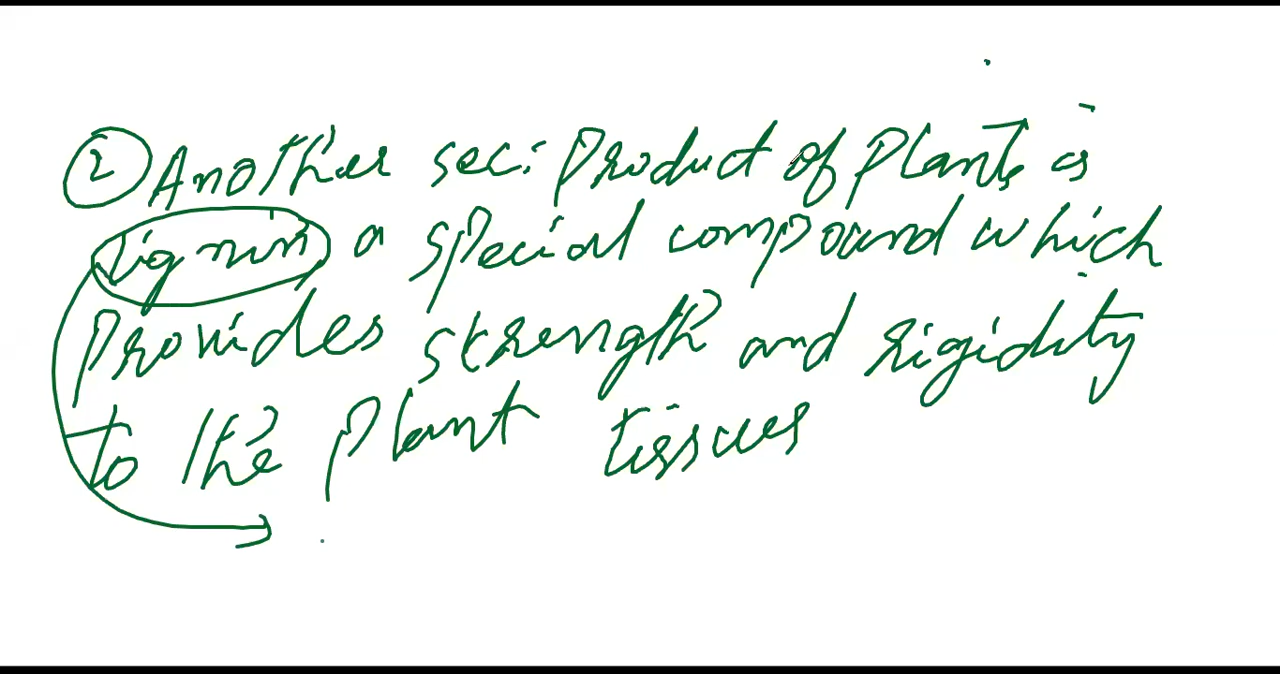 2 Another sec: Product of Plants is
lignin a special compound which
Provides strength and rigidity
to the Plant tissues